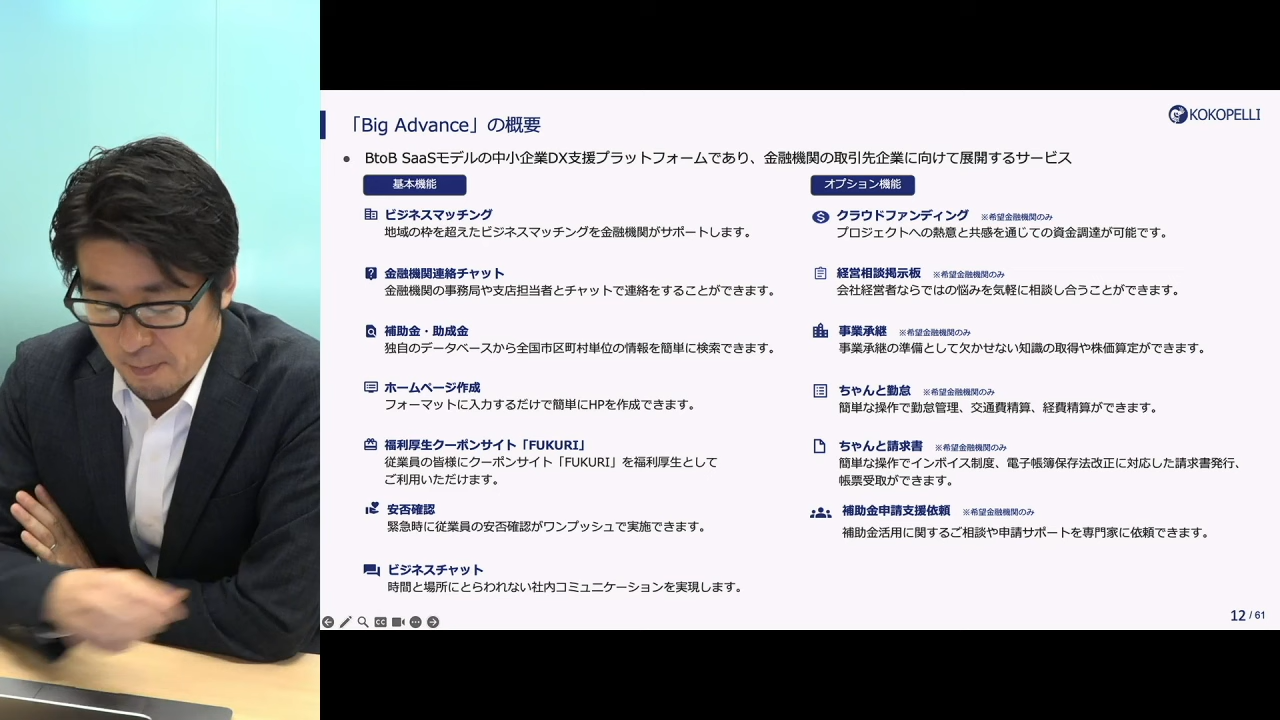 「Big Advance」の概要
KOKOPELLI
● BtoB SaaSモデルの中小企業DX支援プラットフォームであり、金融機関の取引先企業に向けて展開するサービス
基本機能
ビジネスマッチング
地域の枠を超えたビジネスマッチングを金融機関がサポートします。
金融機関連絡チャット
金融機関の事務局や支店担当者とチャットで連絡をすることができます。
補助金・助成金
独自のデータベースから全国市区町村単位の情報を簡単に検索できます。
ホームページ作成
フォーマットに入力するだけで簡単にHPを作成できます。
福利厚生クーポンサイト「FUKURI」
従業員の皆様にクーポンサイト「FUKURI」を福利厚生として
ご利用いただけます。
安否確認
緊急時に従業員の安否確認がワンプッシュで実施できます。
ビジネスチャット
時間と場所にとらわれない社内コミュニケーションを実現します。
オプション機能
クラウドファンディング ※希望金融機関のみ
プロジェクトへの熱意と共感を通じての資金調達が可能です。
経営相談掲示板 ※希望金融機関のみ
会社経営者ならではの悩みを気軽に相談し合うことができます。
事業承継 ※希望金融機関のみ
事業承継の準備として欠かせない知識の取得や株価算定ができます。
ちゃんと勤怠 ※希望金融機関のみ
簡単な操作で勤怠管理、交通費精算、経費精算ができます。
ちゃんと請求書 ※希望金融機関のみ
簡単な操作でインボイス制度、電子帳簿保存法改正に対応した請求書発行、
帳票受取ができます。
補助金申請支援依頼 ※希望金融機関のみ
補助金活用に関するご相談や申請サポートを専門家に依頼できます。
CC
12 / 61